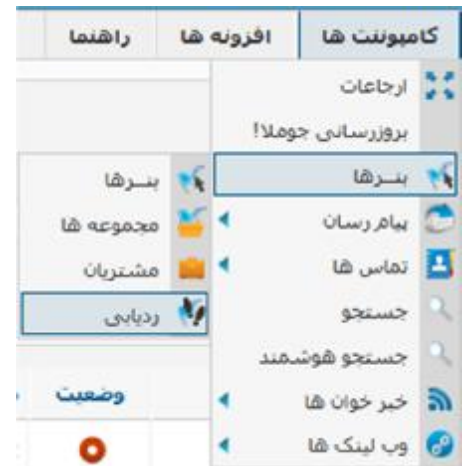 کامپوننت ها
افزونه ها
راهنما
ارجاعات
بروزرسانی جوملا!
بنـرها
پیام رسان
تماس ها
جستجو
جستجو هوشمند
خبر خوان ها
وب لینک ها
بنـرها
مجموعه ها
مشتریان
ردیابی
وضعیت